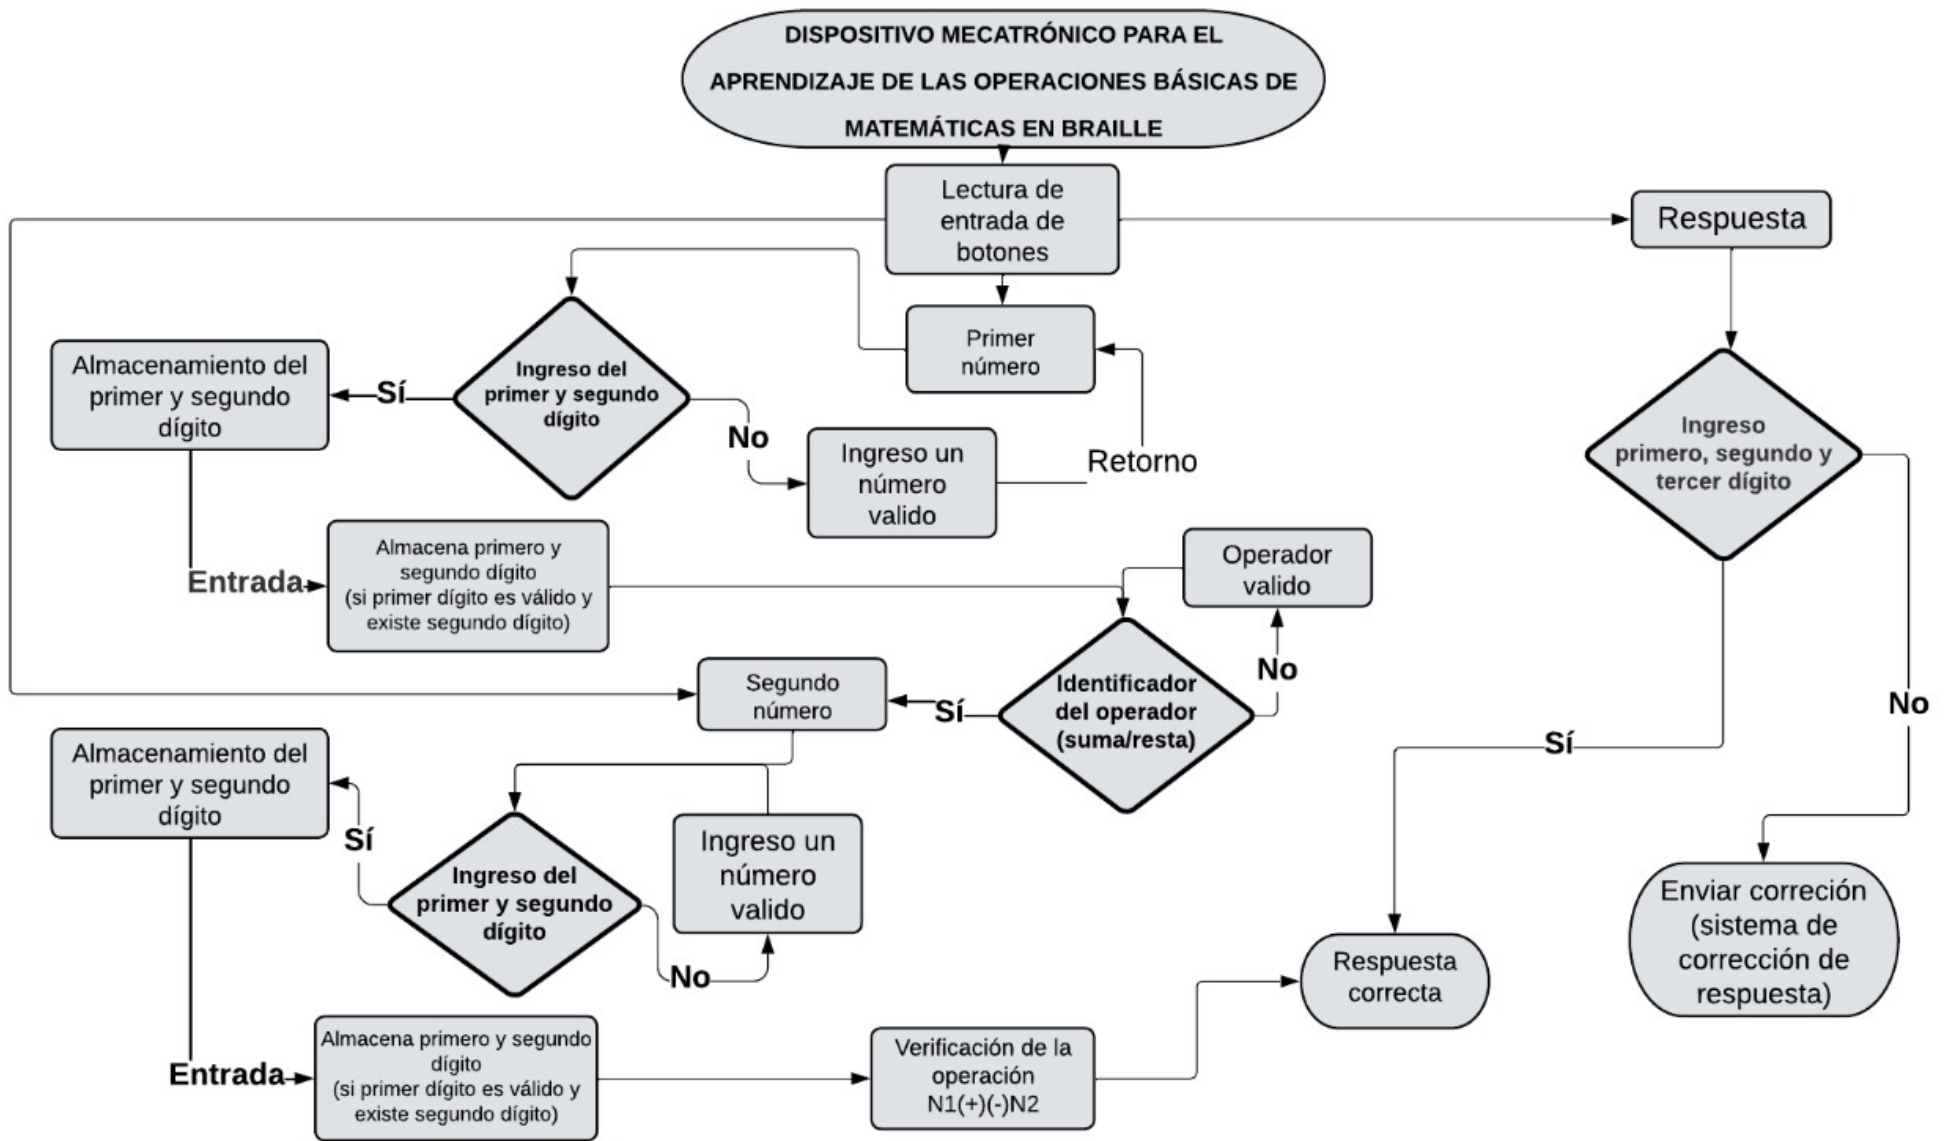 DISPOSITIVO MECATRÓNICO PARA EL
APRENDIZAJE DE LAS OPERACIONES BÁSICAS DE
MATEMÁTICAS EN BRAILLE
Lectura de
entrada de
botones
Respuesta
Primer
número
Ingreso del
primer y segundo
dígito
Sí
Almacenamiento del
primer y segundo
dígito
No
Ingreso un
número
valido
Retorno
Ingreso
primero, segundo y
tercer dígito
Entrada
Almacena primero y
segundo dígito
(si primer dígito es válido y
existe segundo dígito)
Operador
valido
No
Identificador
del operador
(suma/resta)
Sí
Segundo
número
No
Sí
Almacenamiento del
primer y segundo
dígito
Sí
Ingreso del
primer y segundo
dígito
Ingreso un
número
valido
No
Enviar correción
(sistema de
corrección de
respuesta)
Respuesta
correcta
Entrada
Almacena primero y segundo
dígito
(si primer dígito es válido y
existe segundo dígito)
Verificación de la
operación
N1(+)(-)N2